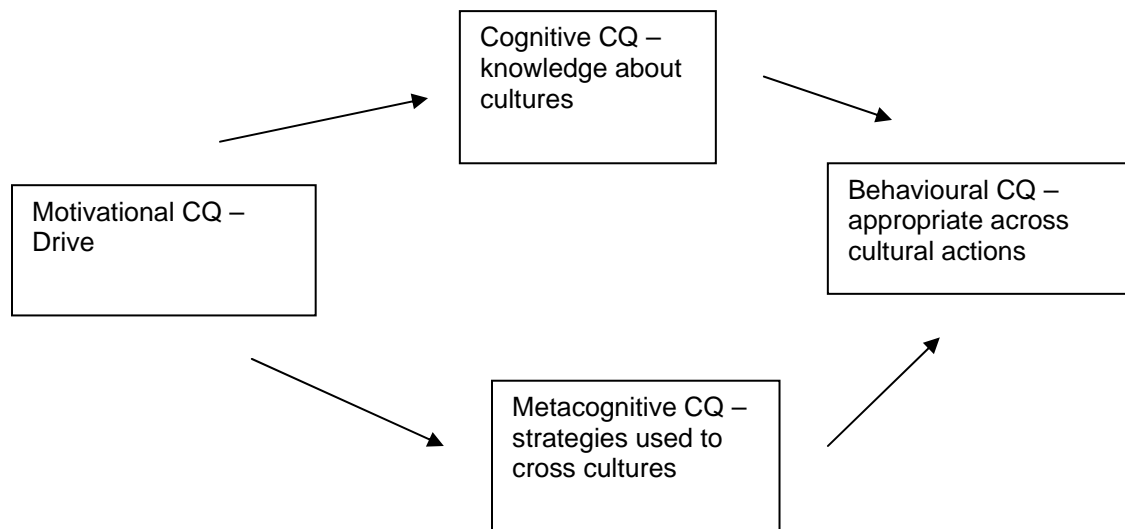 Cognitive CQ –
knowledge about
cultures
Motivational CQ –
Drive
Behavioural CQ –
appropriate across
cultural actions
Metacognitive CQ –
strategies used to
cross cultures